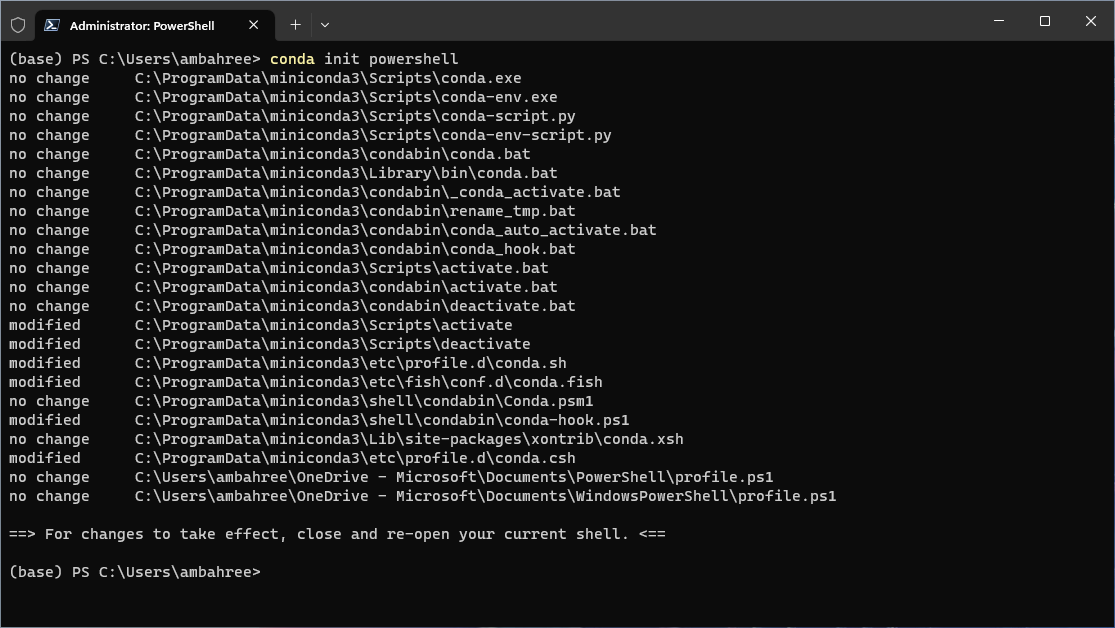 Administrator: PowerShell
(base) PS C:\Users\ambahree> conda init powershell
no change     C:\ProgramData\miniconda3\Scripts\conda.exe
no change     C:\ProgramData\miniconda3\Scripts\conda-env.exe
no change     C:\ProgramData\miniconda3\Scripts\conda-script.py
no change     C:\ProgramData\miniconda3\Scripts\conda-env-script.py
no change     C:\ProgramData\miniconda3\condabin\conda.bat
no change     C:\ProgramData\miniconda3\Library\bin\conda.bat
no change     C:\ProgramData\miniconda3\condabin\_conda_activate.bat
no change     C:\ProgramData\miniconda3\condabin\rename_tmp.bat
no change     C:\ProgramData\miniconda3\condabin\conda_auto_activate.bat
no change     C:\ProgramData\miniconda3\condabin\conda_hook.bat
no change     C:\ProgramData\miniconda3\Scripts\activate.bat
no change     C:\ProgramData\miniconda3\condabin\activate.bat
no change     C:\ProgramData\miniconda3\condabin\deactivate.bat
modified      C:\ProgramData\miniconda3\Scripts\activate
modified      C:\ProgramData\miniconda3\Scripts\deactivate
modified      C:\ProgramData\miniconda3\etc\profile.d\conda.sh
modified      C:\ProgramData\miniconda3\etc\fish\conf.d\conda.fish
no change     C:\ProgramData\miniconda3\shell\condabin\Conda.psm1
modified      C:\ProgramData\miniconda3\shell\condabin\conda-hook.ps1
no change     C:\ProgramData\miniconda3\Lib\site-packages\xontrib\conda.xsh
modified      C:\ProgramData\miniconda3\etc\profile.d\conda.csh
no change     C:\Users\ambahree\OneDrive - Microsoft\Documents\PowerShell\profile.ps1
no change     C:\Users\ambahree\OneDrive - Microsoft\Documents\WindowsPowerShell\profile.ps1
==> For changes to take effect, close and re-open your current shell. <==
(base) PS C:\Users\ambahree>